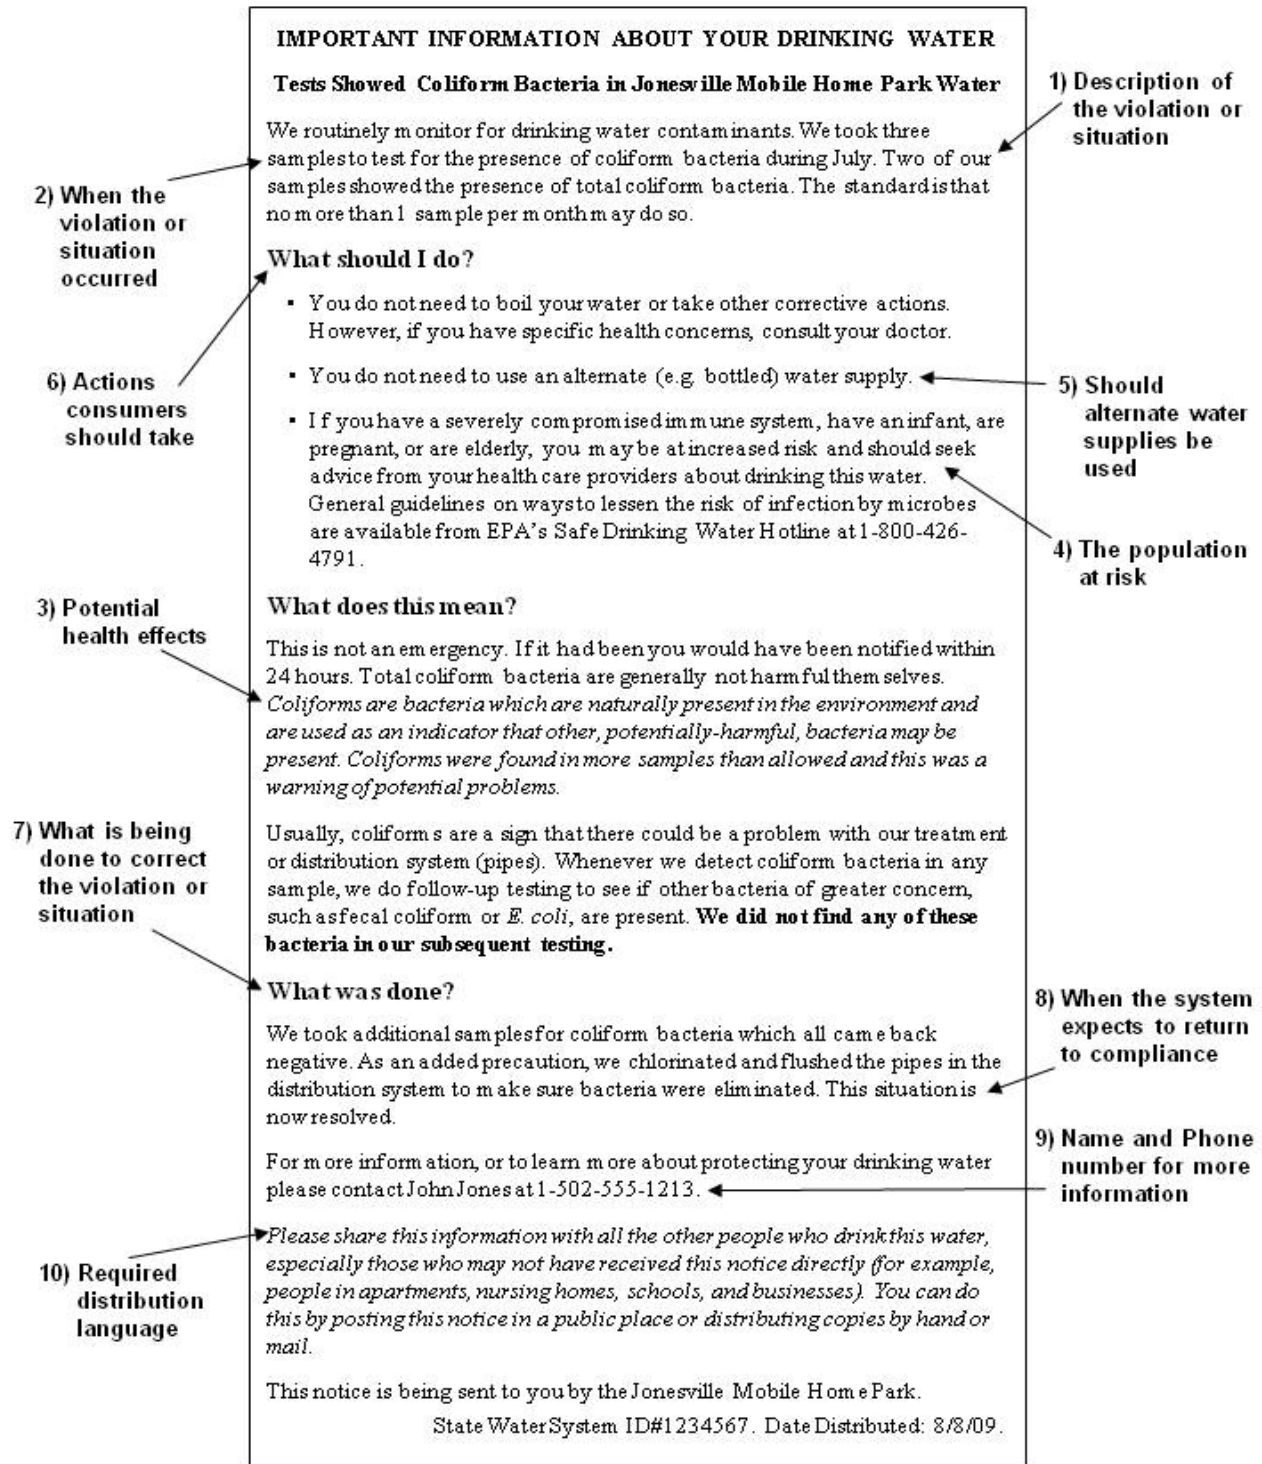 IMPORTANT INFORMATION ABOUT YOUR DRINKING WATER
Tests Showed Coliform Bacteria in Jonesville Mobile Home Park Water
We routinely monitor for drinking water contaminants. We took three
samples to test for the presence of coliform bacteria during July. Two of our
samples showed the presence of total coliform bacteria. The standard is that
no more than 1 sample per month may do so.
What should I do?
▪ You do not need to boil your water or take other corrective actions.
However, if you have specific health concerns, consult your doctor.
▪ You do not need to use an alternate (e.g. bottled) water supply.
▪ If you have a severely compromised immune system, have an infant, are
pregnant, or are elderly, you may be at increased risk and should seek
advice from your health care providers about drinking this water.
General guidelines on ways to lessen the risk of infection by microbes
are available from EPA's Safe Drinking Water Hotline at 1-800-426-
4791.
What does this mean?
This is not an emergency. If it had been you would have been notified within
24 hours. Total coliform bacteria are generally not harmful themselves.
Coliforms are bacteria which are naturally present in the environment and
are used as an indicator that other, potentially-harmful, bacteria may be
present. Coliforms were found in more samples than allowed and this was a
warning of potential problems.
Usually, coliforms are a sign that there could be a problem with our treatment
or distribution system (pipes). Whenever we detect coliform bacteria in any
sample, we do follow-up testing to see if other bacteria of greater concern,
such as fecal coliform or E. coli, are present. We did not find any of these
bacteria in our subsequent testing.
What was done?
We took additional samples for coliform bacteria which all came back
negative. As an added precaution, we chlorinated and flushed the pipes in the
distribution system to make sure bacteria were eliminated. This situation is
now resolved.
For more information, or to learn more about protecting your drinking water
please contact John Jones at 1-502-555-1213.
Please share this information with all the other people who drink this water,
especially those who may not have received this notice directly (for example,
people in apartments, nursing homes, schools, and businesses). You can do
this by posting this notice in a public place or distributing copies by hand or
mail.
This notice is being sent to you by the Jonesville Mobile Home Park.
State Water System ID#1234567. Date Distributed: 8/8/09.
1) Description of
the violation or
situation
2) When the
violation or
situation
occurred
6) Actions
consumers
should take
5) Should
alternate water
supplies be
used
4) The population
at risk
3) Potential
health effects
7) What is being
done to correct
the violation or
situation
8) When the system
expects to return
to compliance
9) Name and Phone
number for more
information
10) Required
distribution
language